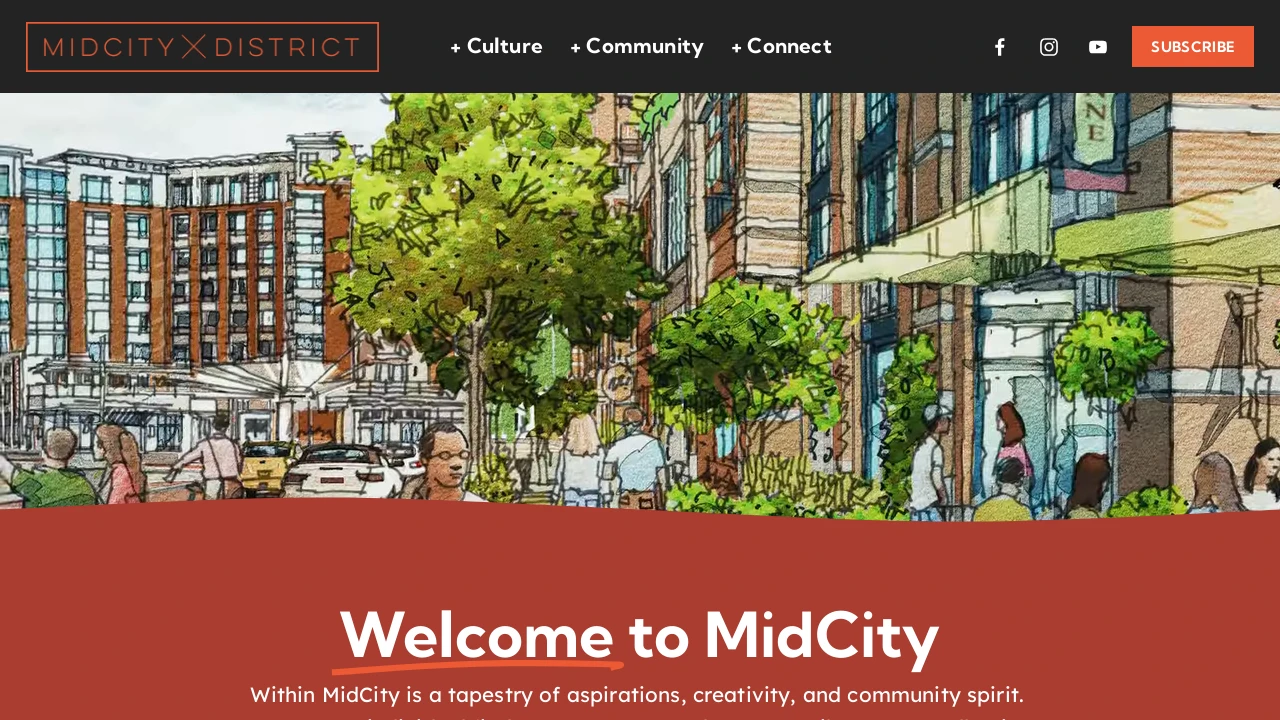 MIDCITY DISTRICT
+ Culture + Community + Connect
SUBSCRIBE
NE
Welcome to MidCity
Within MidCity is a tapestry of aspirations, creativity, and community spirit.